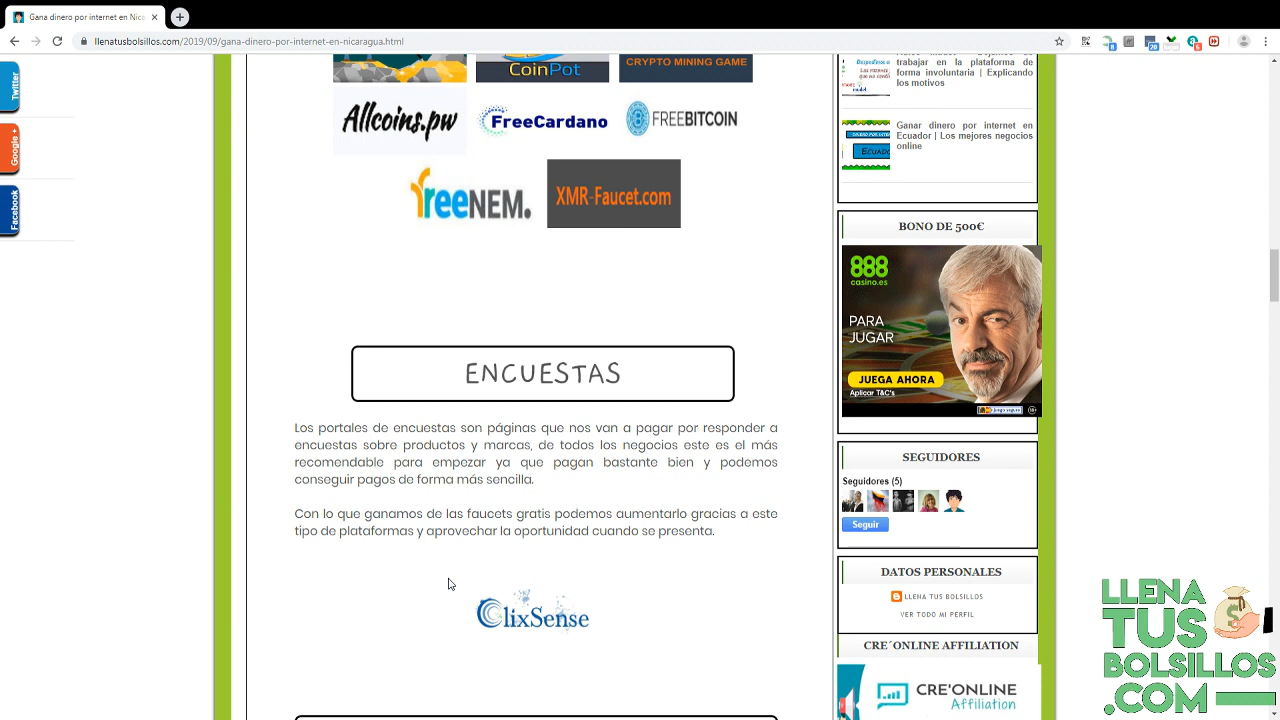 Gana dinero por internet en Nica
llenatusbolsillos.com/2019/09/gana-dinero-por-internet-en-nicaragua.html
Twitter
Google +
Facebook
CoinPot
CRYPTO MINING GAME
Allcoins.pw
FreeCardano
FREEBITCOIN
freeNEM.
XMR-Faucet.com
ENCUESTAS
Los portales de encuestas son páginas que nos van a pagar por responder a
encuestas sobre productos y marcas, de todos los negocios este es el más
recomendable para empezar ya que pagan bastante bien y podemos
conseguir pagos de forma más sencilla.
Con lo que ganamos de las faucets gratis podemos aumentarlo gracias a este
tipo de plataformas y aprovechar la oportunidad cuando se presenta.
ClixSense
trabajar en la plataforma de
forma involuntaria | Explicando
los motivos
Ganar dinero por internet en
Ecuador | Los mejores negocios
online
BONO DE 500€
888
casino.es
PARA
JUGAR
JUEGA AHORA
Aplicar T&C's
SEGUIDORES
Seguidores (5)
Seguir
DATOS PERSONALES
LLENA TUS BOLSILLOS
VER TODO MI PERFIL
CRE´ONLINE AFFILIATION
CRE'ONLINE
Affiliation
LLENA
TUS
BOLSILLOS
.COM